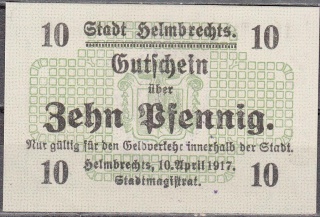 10 Stadt Helmbrechts. 10
Gutschein
über
Zehn Pfennig.
Nur gültig für den Geldverkehr innerhalb der Stadt.
Helmbrechts, 10. April 1917.
10 Stadtmagistrat. 10